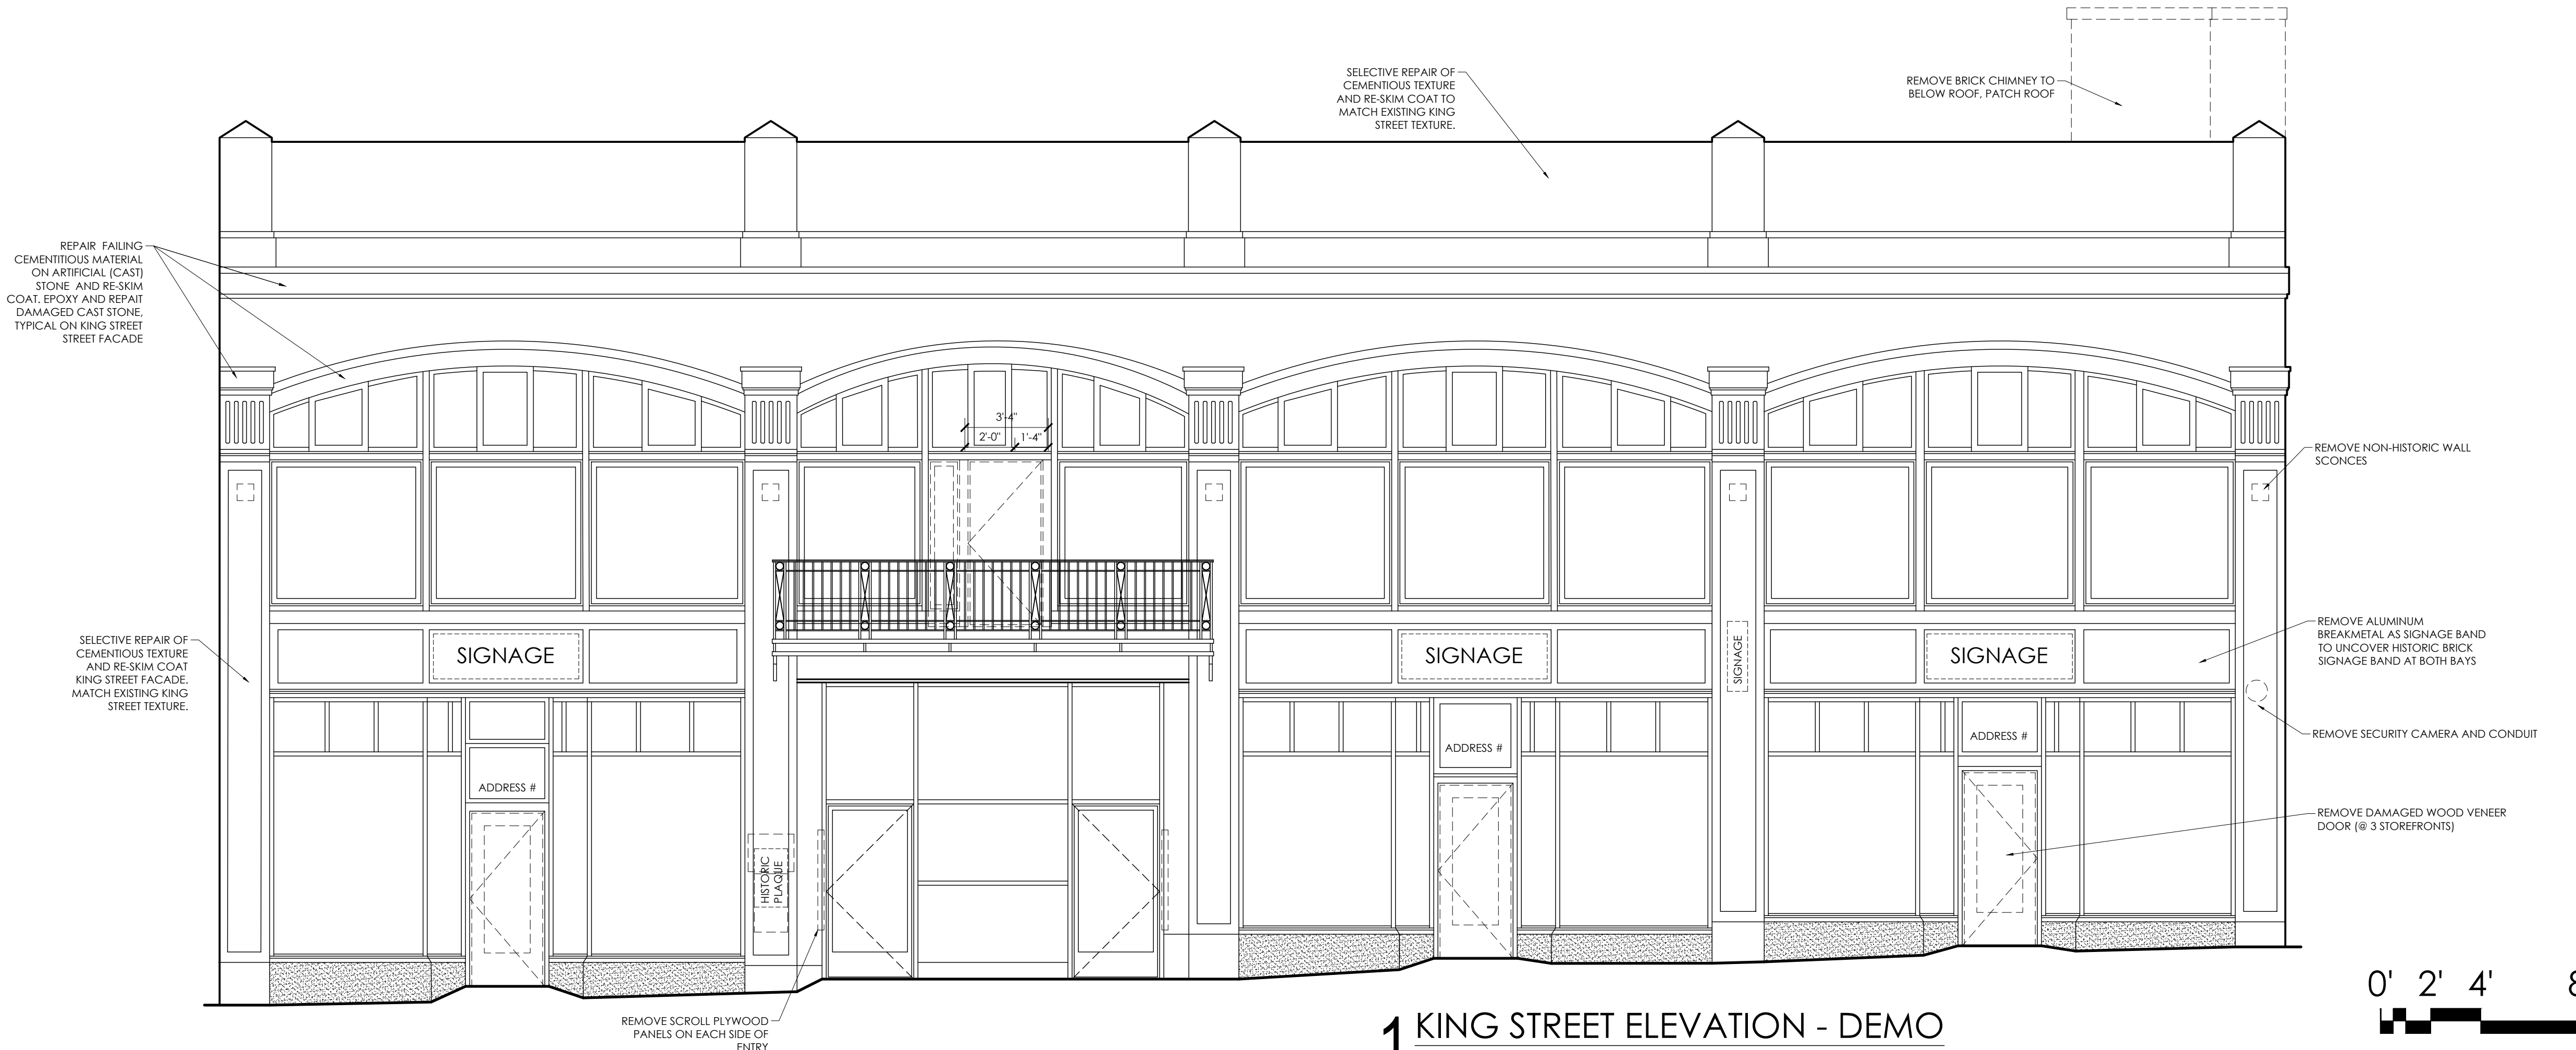 SELECTIVE REPAIR OF
CEMENTIOUS TEXTURE
AND RE-SKIM COAT TO
MATCH EXISTING KING
STREET TEXTURE.
REMOVE BRICK CHIMNEY TO
BELOW ROOF, PATCH ROOF
REPAIR FAILING
CEMENTITIOUS MATERIAL
ON ARTIFICIAL (CAST)
STONE AND RE-SKIM
COAT. EPOXY AND REPAIT
DAMAGED CAST STONE,
TYPICAL ON KING STREET
STREET FACADE
3'-4"
2'-0"
1'-4"
REMOVE NON-HISTORIC WALL
SCONCES
SELECTIVE REPAIR OF
CEMENTIOUS TEXTURE
AND RE-SKIM COAT
KING STREET FACADE.
MATCH EXISTING KING
STREET TEXTURE.
SIGNAGE
SIGNAGE
SIGNAGE
SIGNAGE
REMOVE ALUMINUM
BREAKMETAL AS SIGNAGE BAND
TO UNCOVER HISTORIC BRICK
SIGNAGE BAND AT BOTH BAYS
REMOVE SECURITY CAMERA AND CONDUIT
ADDRESS #
ADDRESS #
ADDRESS #
REMOVE DAMAGED WOOD VENEER
DOOR (@ 3 STOREFRONTS)
HISTORIC
PLAQUE
REMOVE SCROLL PLYWOOD
PANELS ON EACH SIDE OF
ENTRY
1 KING STREET ELEVATION - DEMO
0' 2' 4' 8